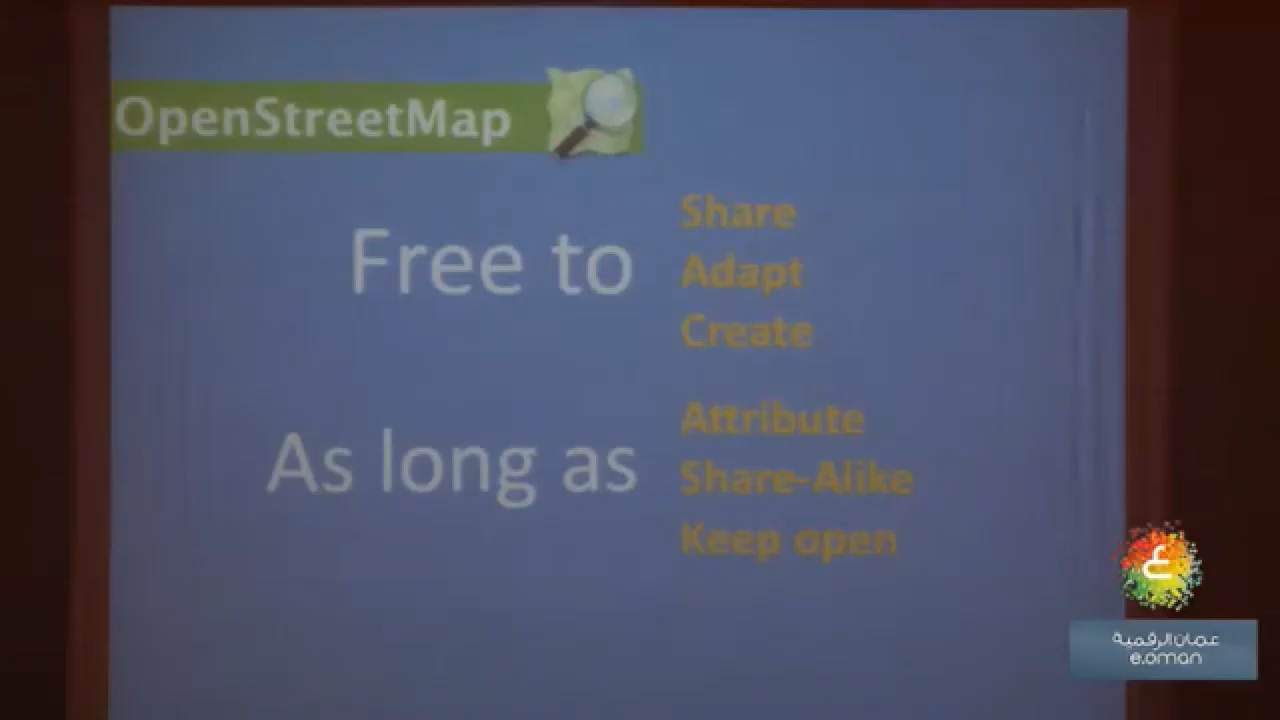 OpenStreetMap
Free to
Share
Adapt
Create
As long as
Attribute
Share-Alike
Keep open
ع
عمان الرقمية
e.oman